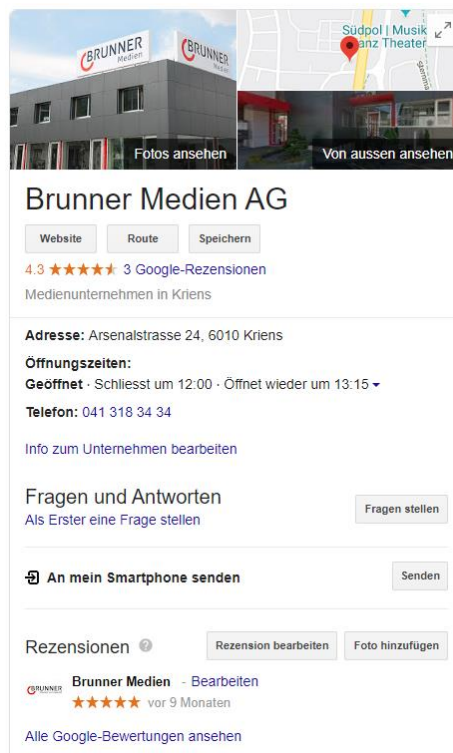 BRUNNER
Medien
BRUNNER
Medien
Südpol | Musik
anz Theater
Fotos ansehen
Von aussen ansehen
Brunner Medien AG
Website Route Speichern
4.3 ★★★★★ 3 Google-Rezensionen
Medienunternehmen in Kriens
Adresse: Arsenalstrasse 24, 6010 Kriens
Öffnungszeiten:
Geöffnet · Schliesst um 12:00 · Öffnet wieder um 13:15
Telefon: 041 318 34 34
Info zum Unternehmen bearbeiten
Fragen und Antworten
Als Erster eine Frage stellen
Fragen stellen
An mein Smartphone senden
Senden
Rezensionen
Rezension bearbeiten Foto hinzufügen
BRUNNER
Brunner Medien - Bearbeiten
★★★★★ vor 9 Monaten
Alle Google-Bewertungen ansehen